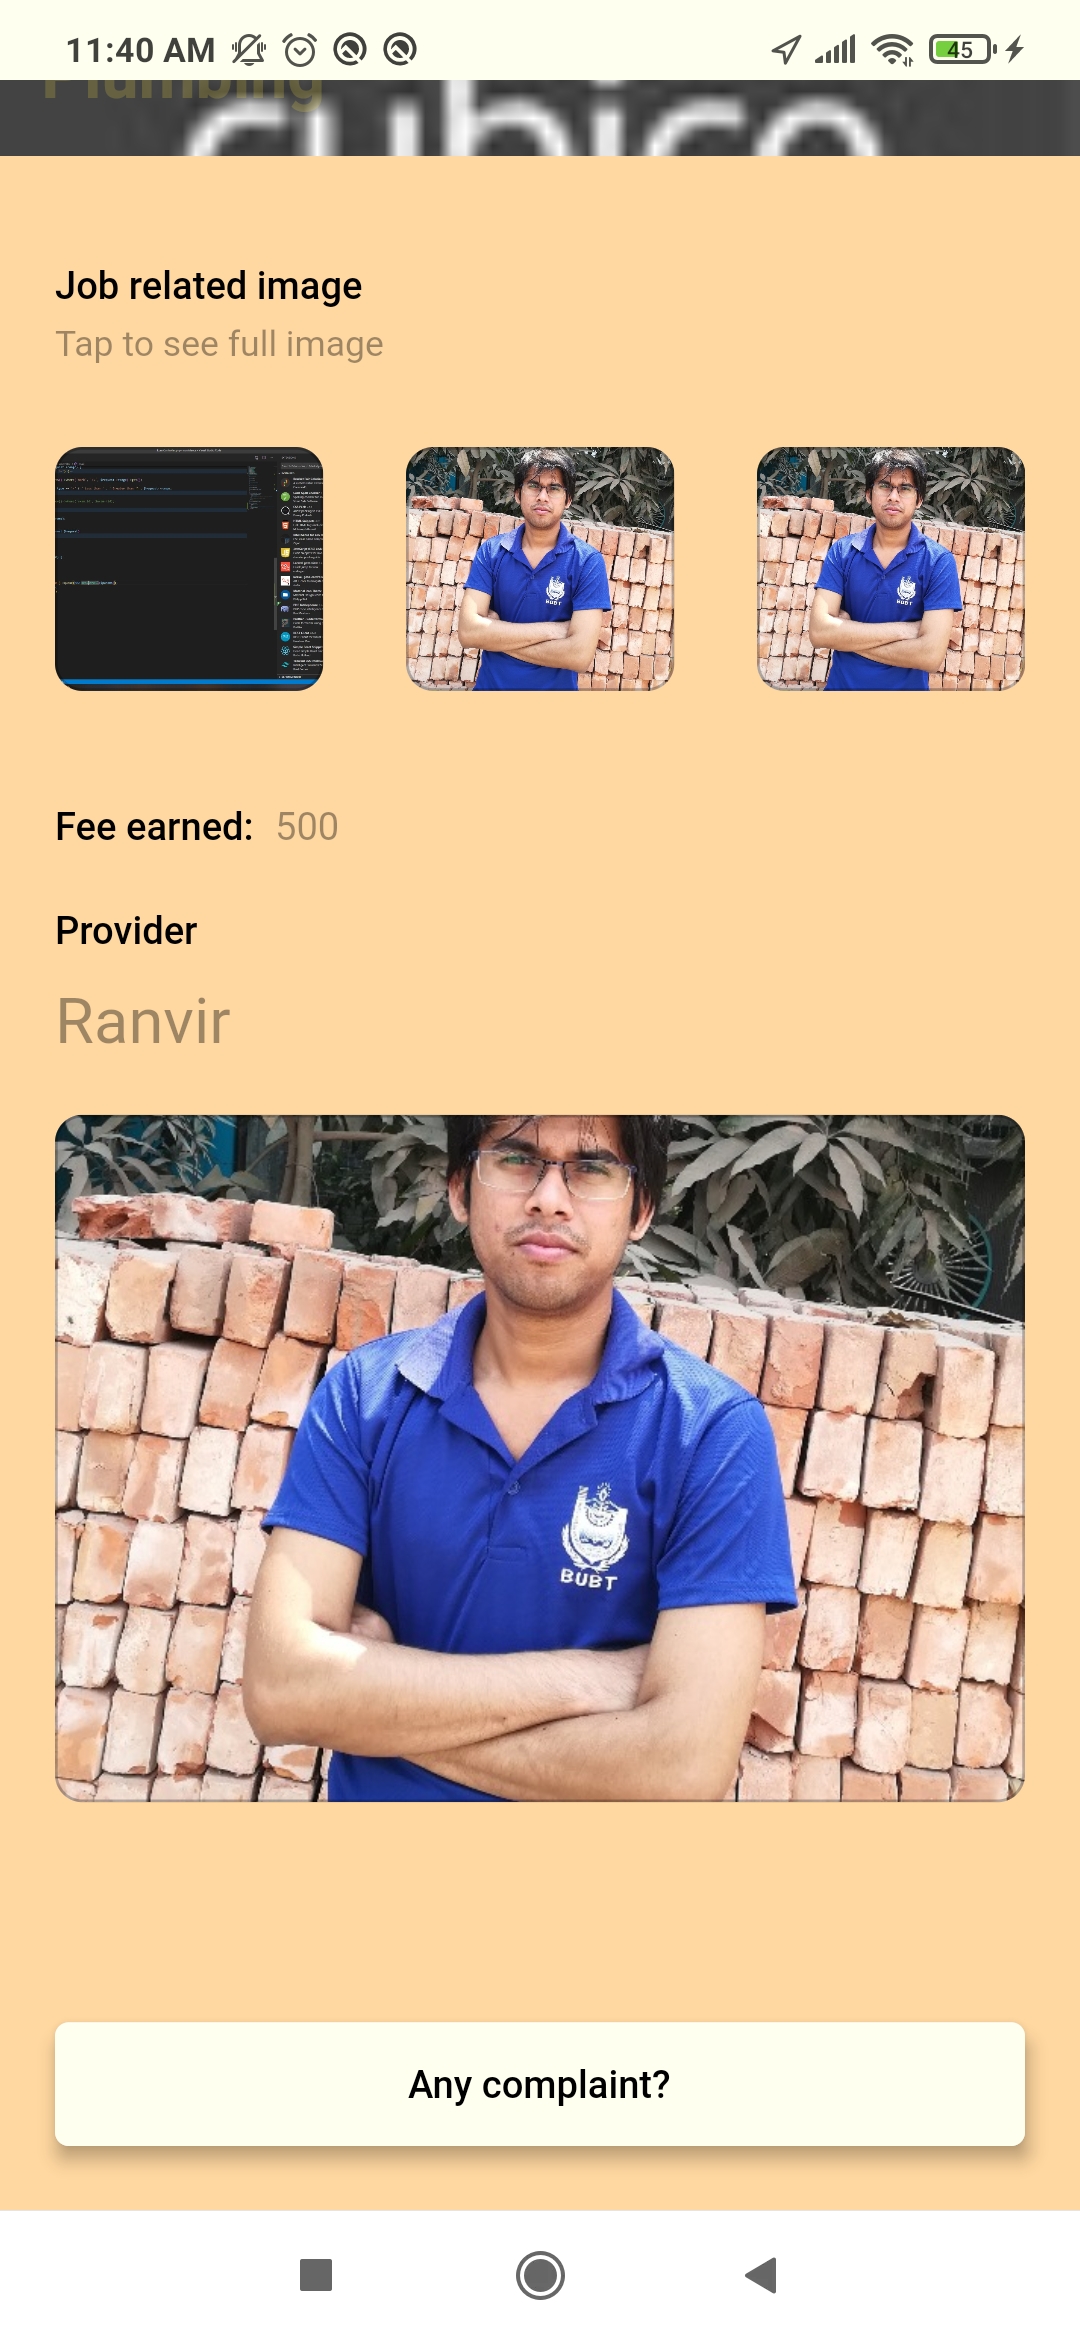 11:40 AM
45
Plumbing
cubico
Job related image
Tap to see full image
BUBT
BUBT
Fee earned: 500
Provider
Ranvir
BUBT
Any complaint?